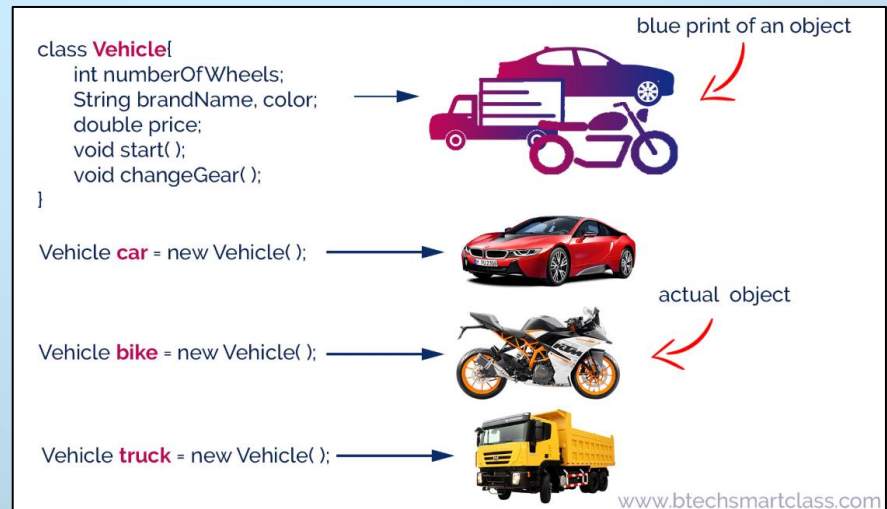 blue print of an object
class Vehicle{
int numberOfWheels;
String brandName, color;
double price;
void start( );
void changeGear( );
}
Vehicle car = new Vehicle( );
actual object
Vehicle bike = new Vehicle( );
KTM
Vehicle truck = new Vehicle( );
www.btechsmartclass.com